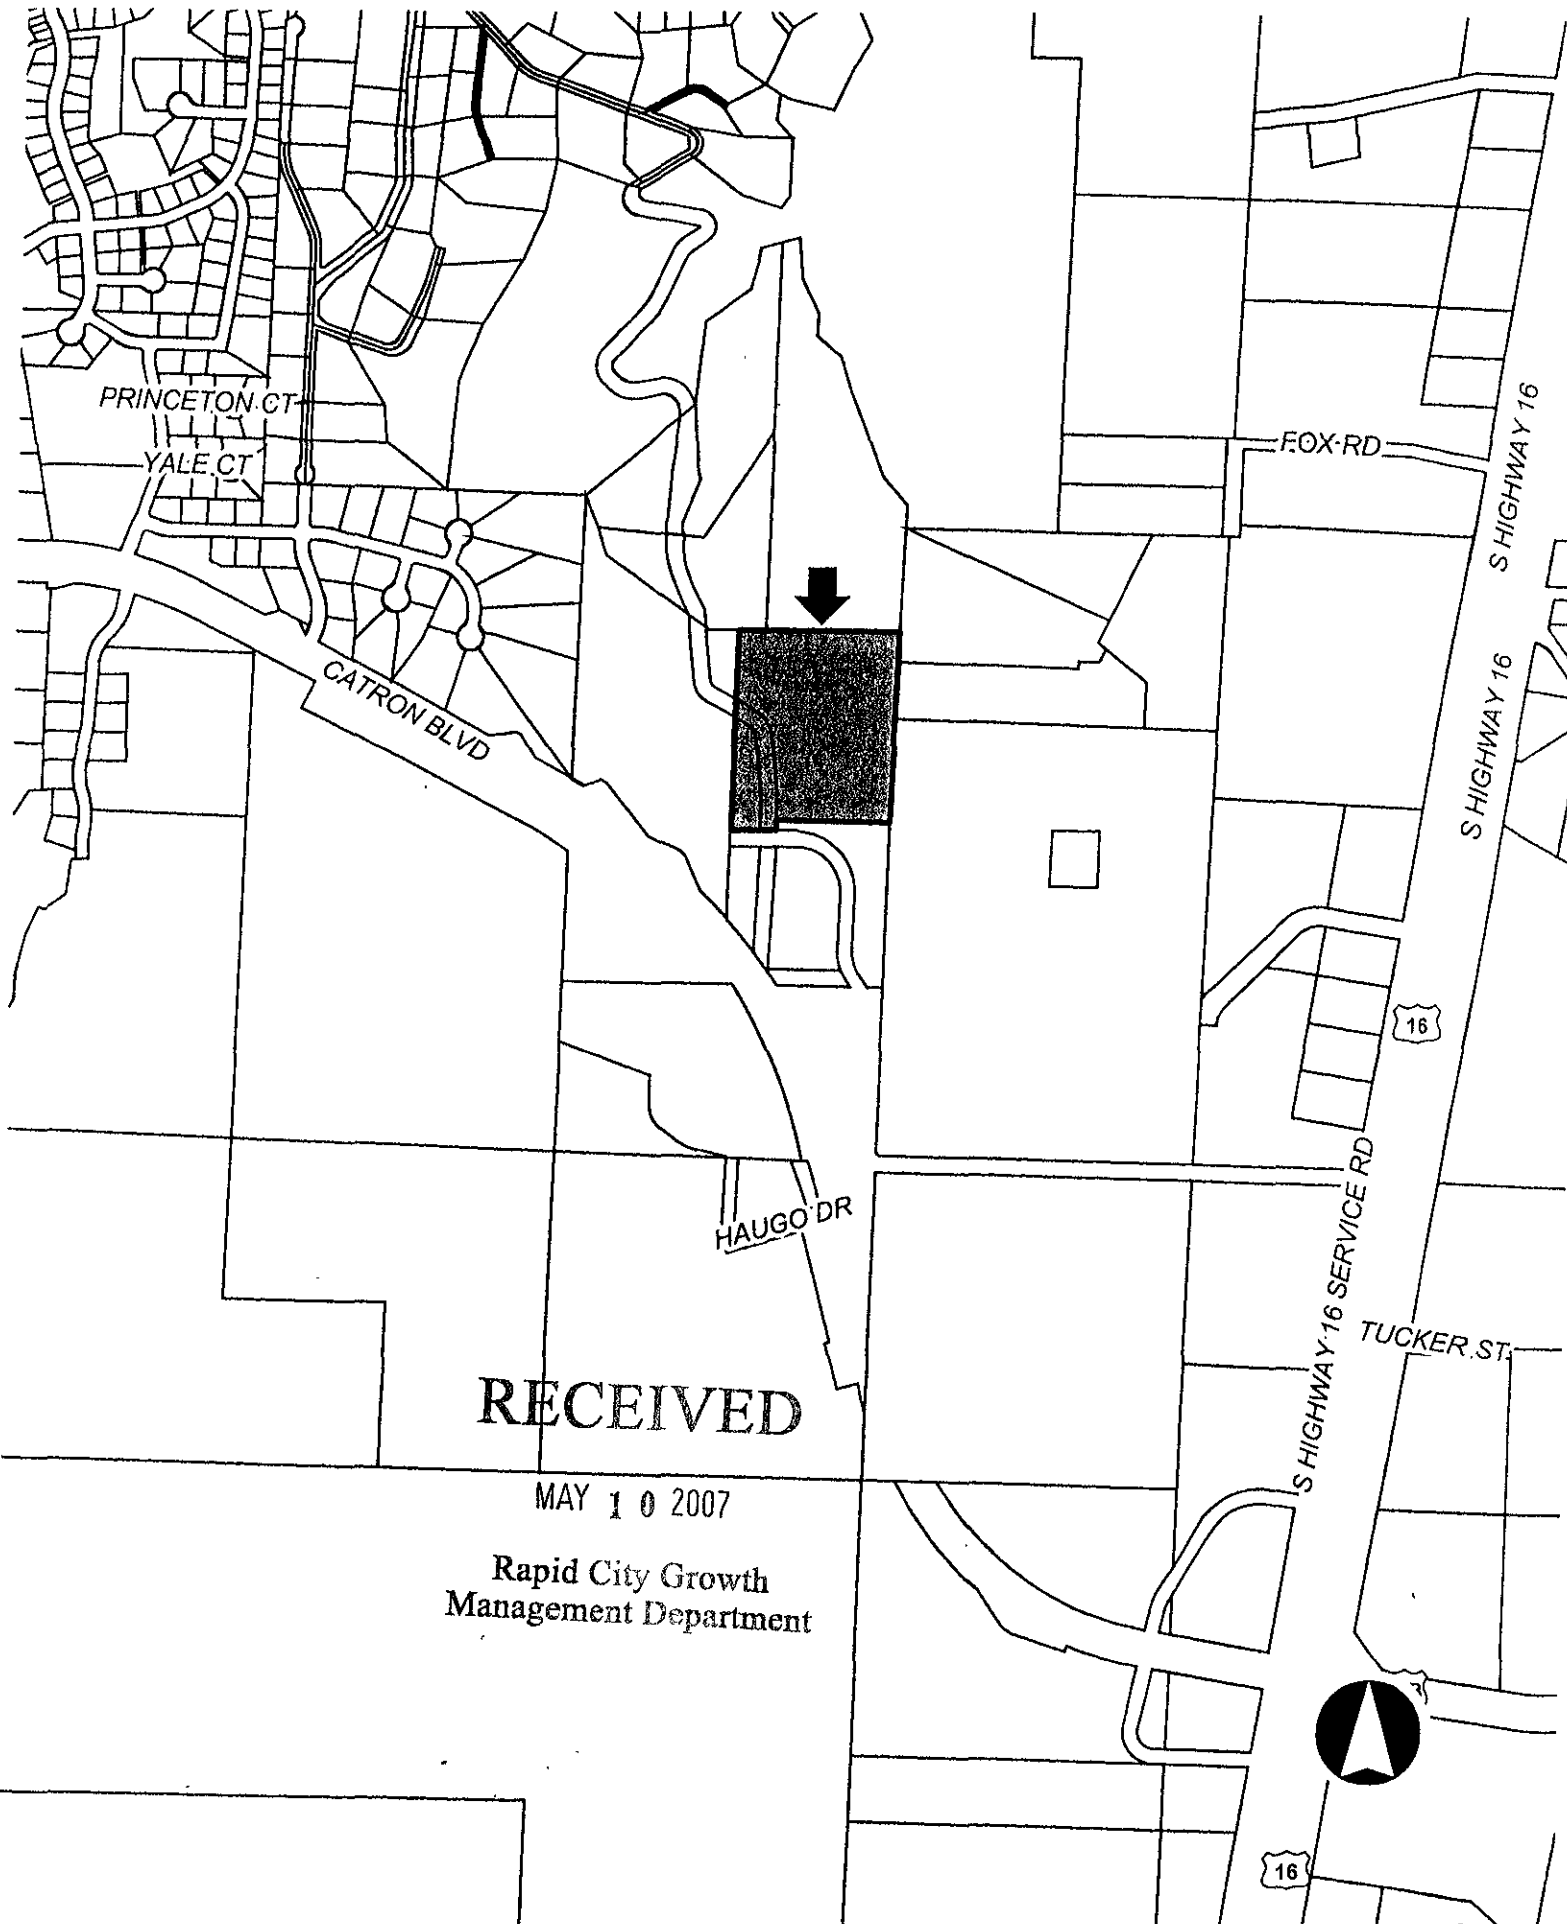 PRINCETON CT
YALE CT
FOX RD
S HIGHWAY 16
CATRON BLVD
S HIGHWAY 16
16
HAUGO DR
S HIGHWAY 16 SERVICE RD
TUCKER ST
RECEIVED
MAY 10 2007
Rapid City Growth
Management Department
16